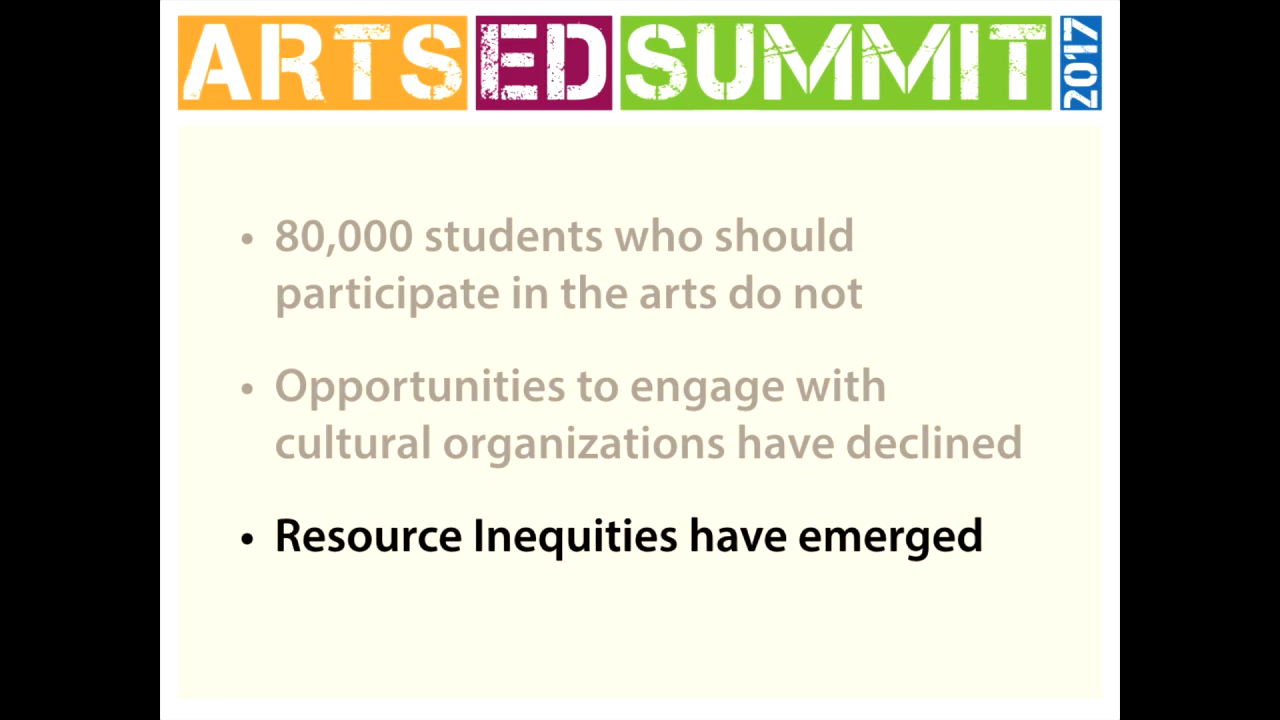 ARTS ED SUMMIT 2017
• 80,000 students who should
participate in the arts do not
• Opportunities to engage with
cultural organizations have declined
• Resource Inequities have emerged